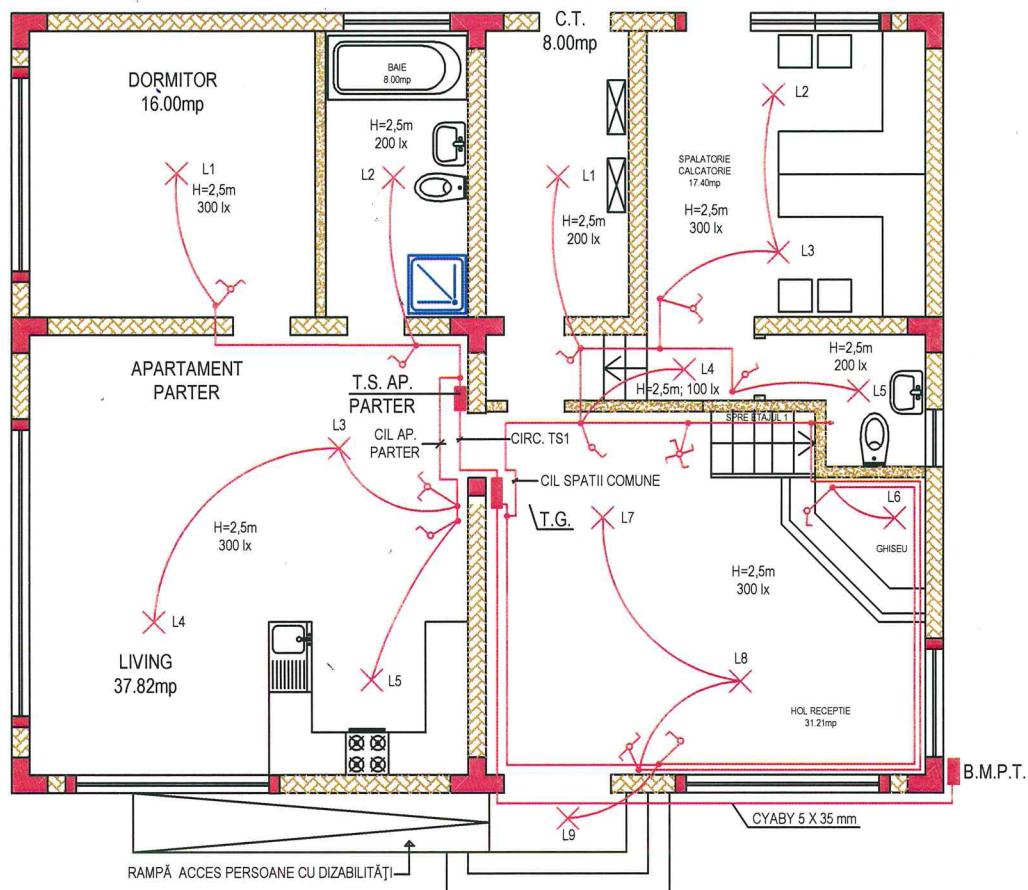 C.T.
8.00mp
DORMITOR
16.00mp
BAIE
8.00mp
H=2,5m
200 lx
L1
H=2,5m
300 lx
L2
L1
H=2,5m
200 lx
L2
SPALATORIE
CALCATORIE
17.40mp
H=2,5m
300 lx
L3
APARTAMENT
PARTER
T.S. AP.
PARTER
L4
H=2,5m; 100 lx
H=2,5m
200 lx
L5
SPRE ETAJUL 1
L3
CIL AP.
PARTER
CIRC. TS1
CIL SPATII COMUNE
T.G.
H=2,5m
300 lx
L7
L6
GHISEU
H=2,5m
300 lx
L4
LIVING
37.82mp
L5
L8
HOL RECEPTIE
31.21mp
B.M.P.T.
CYABY 5 X 35 mm
L9
RAMPĂ ACCES PERSOANE CU DIZABILITĂŢI